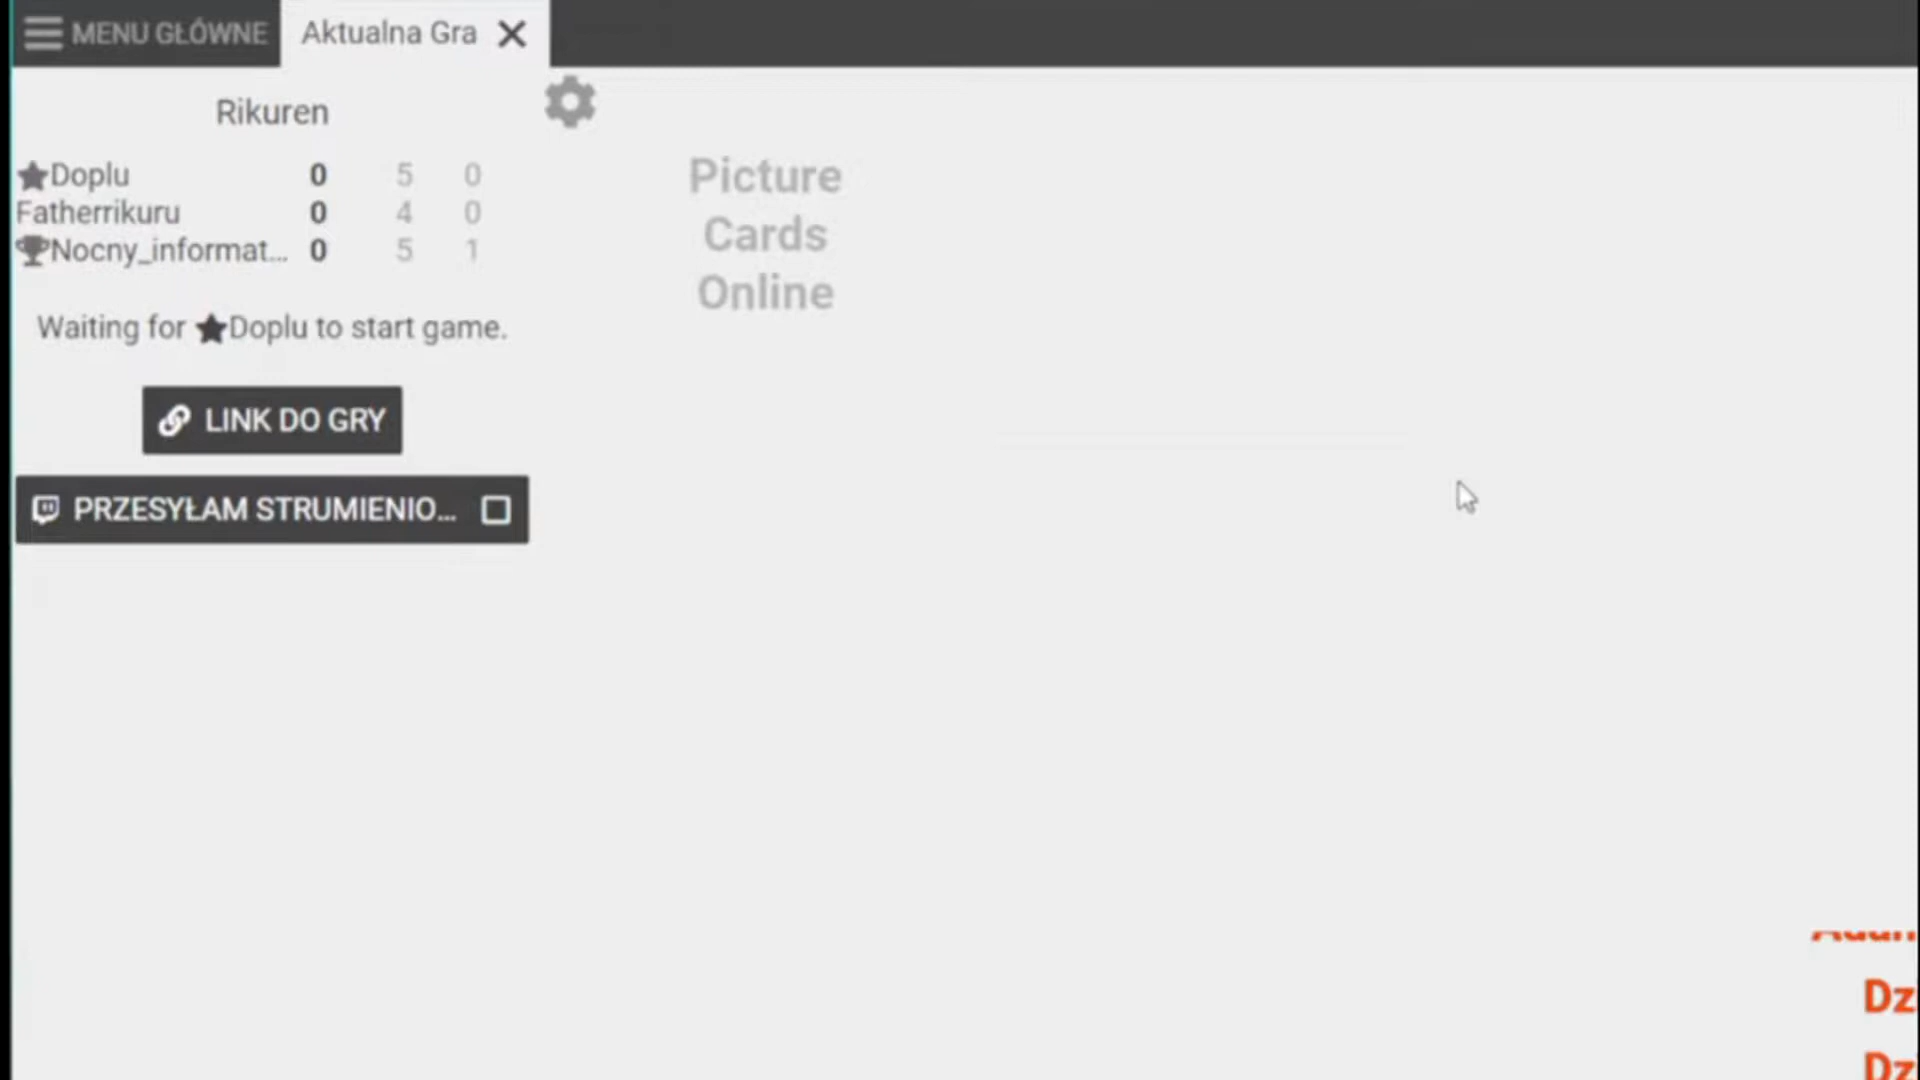 MENU GŁÓWNE
Aktualna Gra
Rikuren
Doplu 0 5 0
Fatherrikuru 0 4 0
Nocny_informat... 0 5 1
Waiting for Doplu to start game.
LINK DO GRY
PRZESYŁAM STRUMIENIO...
Picture
Cards
Online
Dz